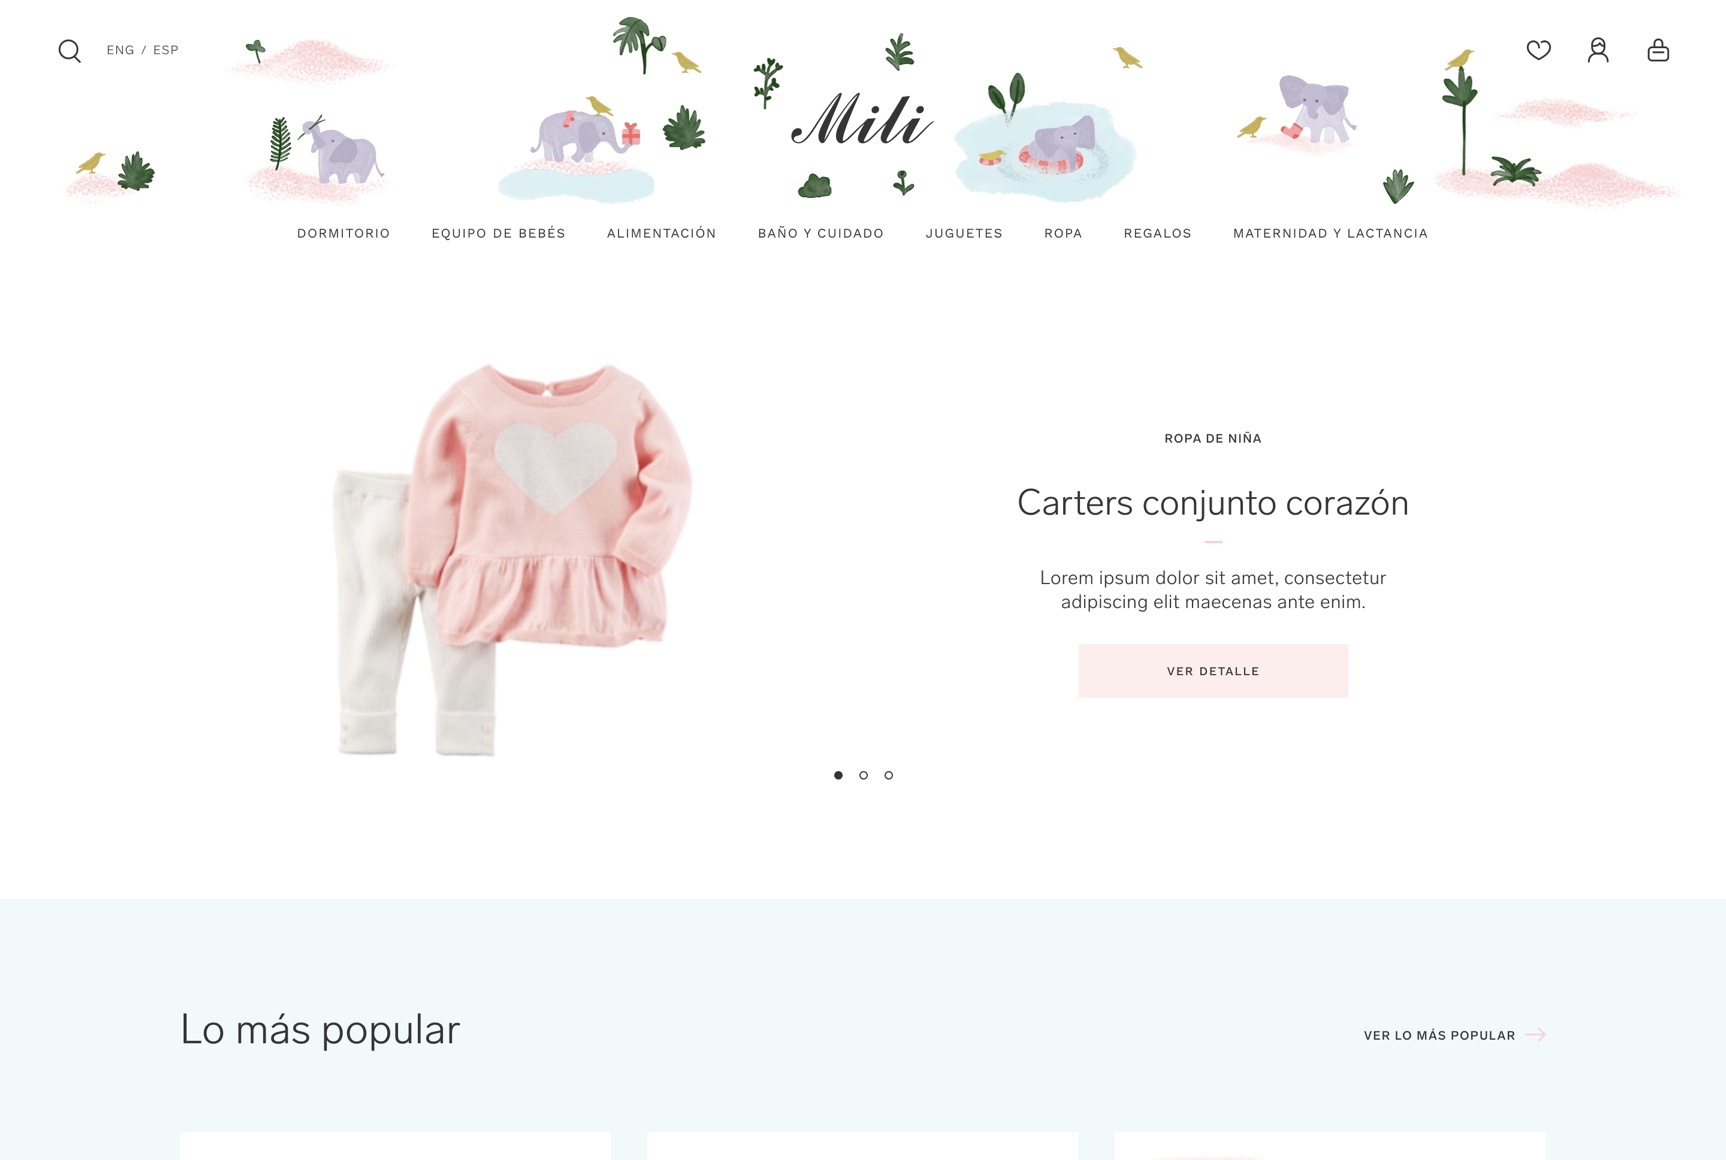 ENG / ESP
Mili
DORMITORIO EQUIPO DE BEBÉS ALIMENTACIÓN BAÑO Y CUIDADO JUGUETES ROPA REGALOS MATERNIDAD Y LACTANCIA
ROPA DE NIÑA
Carters conjunto corazón
Lorem ipsum dolor sit amet, consectetur
adipiscing elit maecenas ante enim.
VER DETALLE
Lo más popular
VER LO MÁS POPULAR